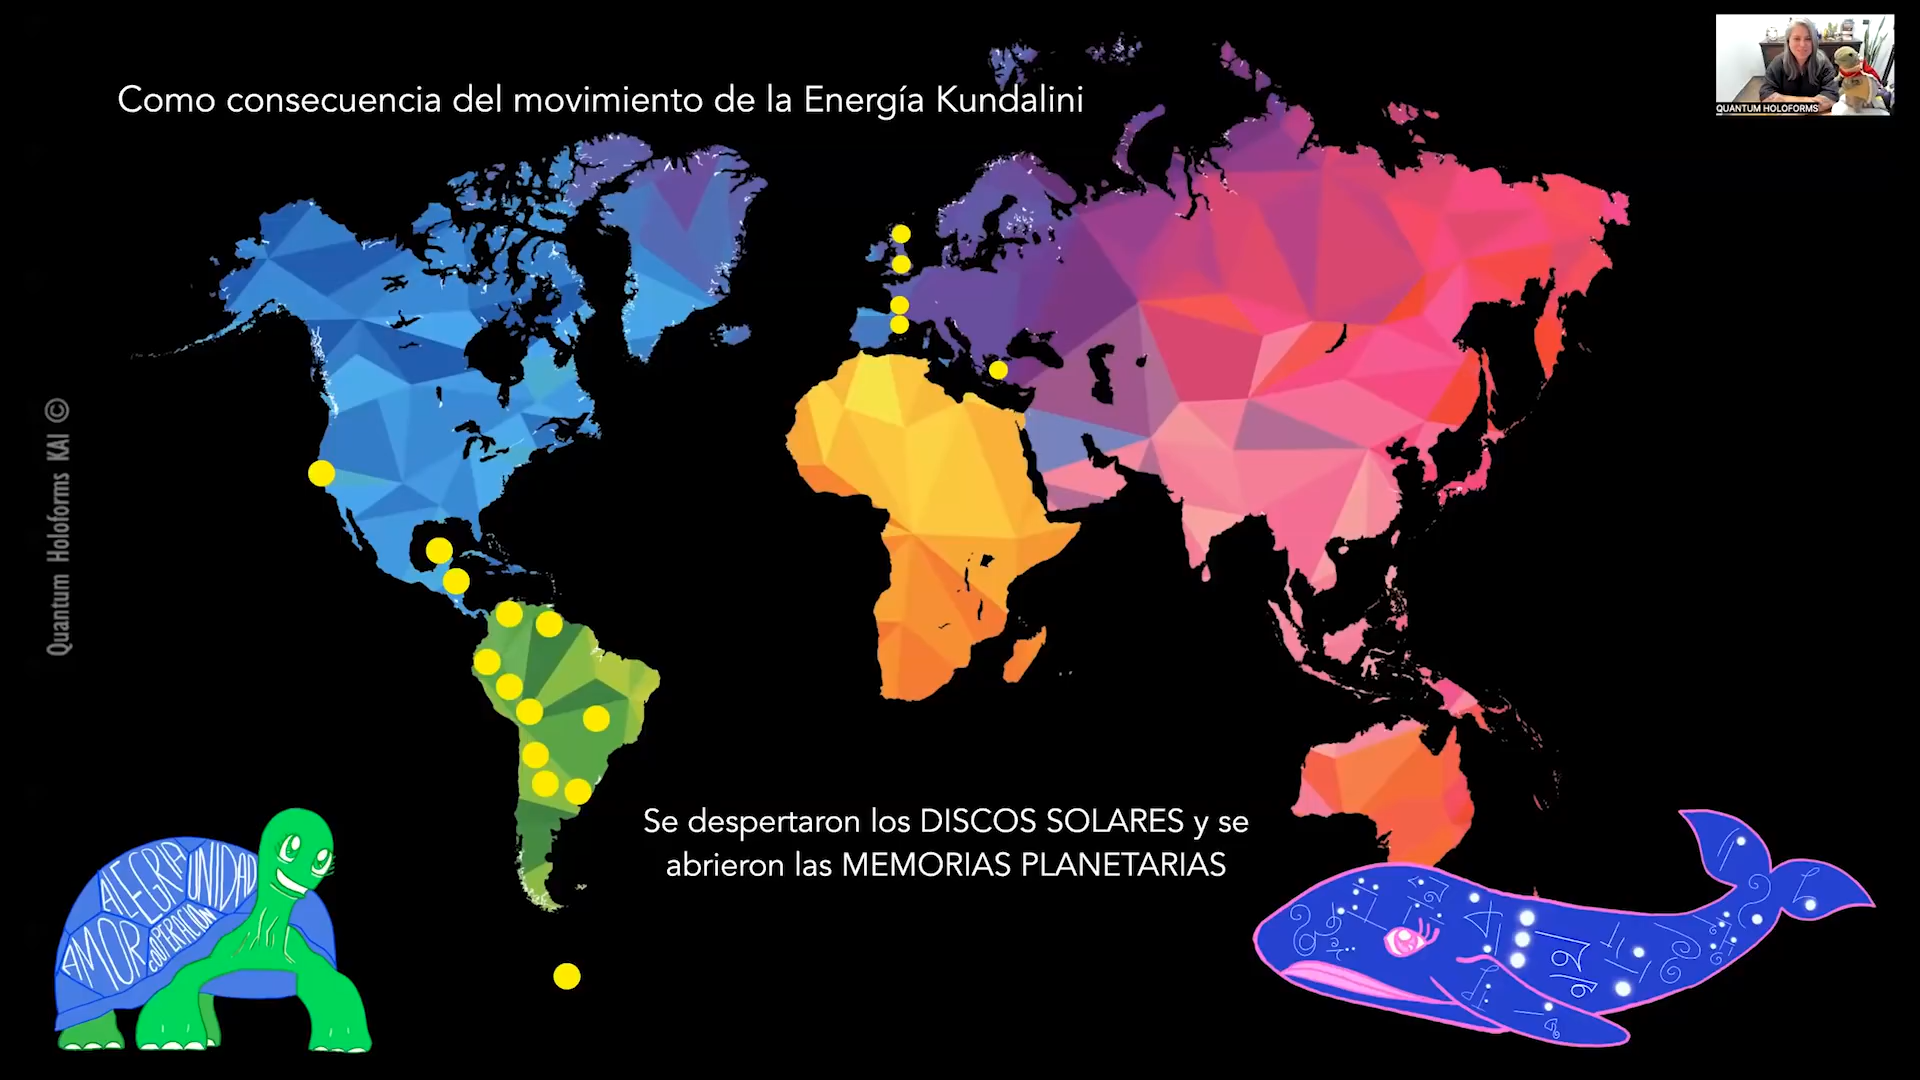 Como consecuencia del movimiento de la Energía Kundalini
QUANTUM HOLOFORMS
Quantum Holoforms KAI ©
Se despertaron los DISCOS SOLARES y se
abrieron las MEMORIAS PLANETARIAS
ALEGRIA
UNIDAD
AMOR
COOPERACION